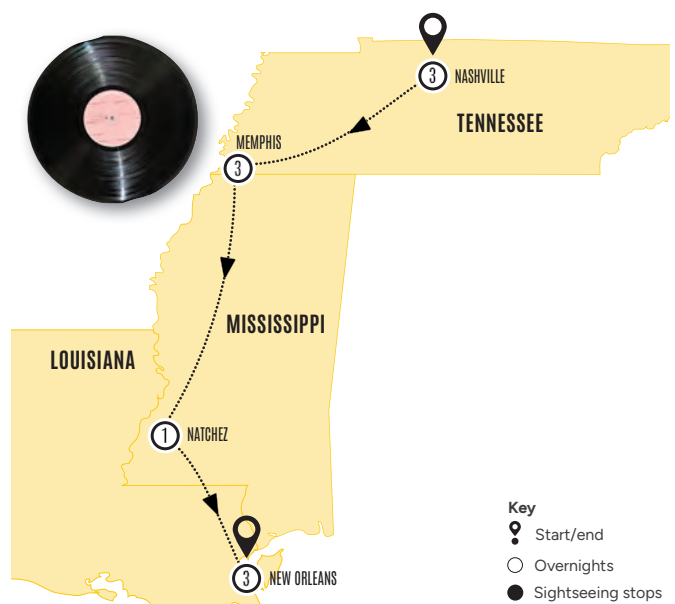 3
NASHVILLE
TENNESSEE
MEMPHIS
3
MISSISSIPPI
LOUISIANA
1
NATCHEZ
3
NEW ORLEANS
Key
Start/end
Overnights
Sightseeing stops